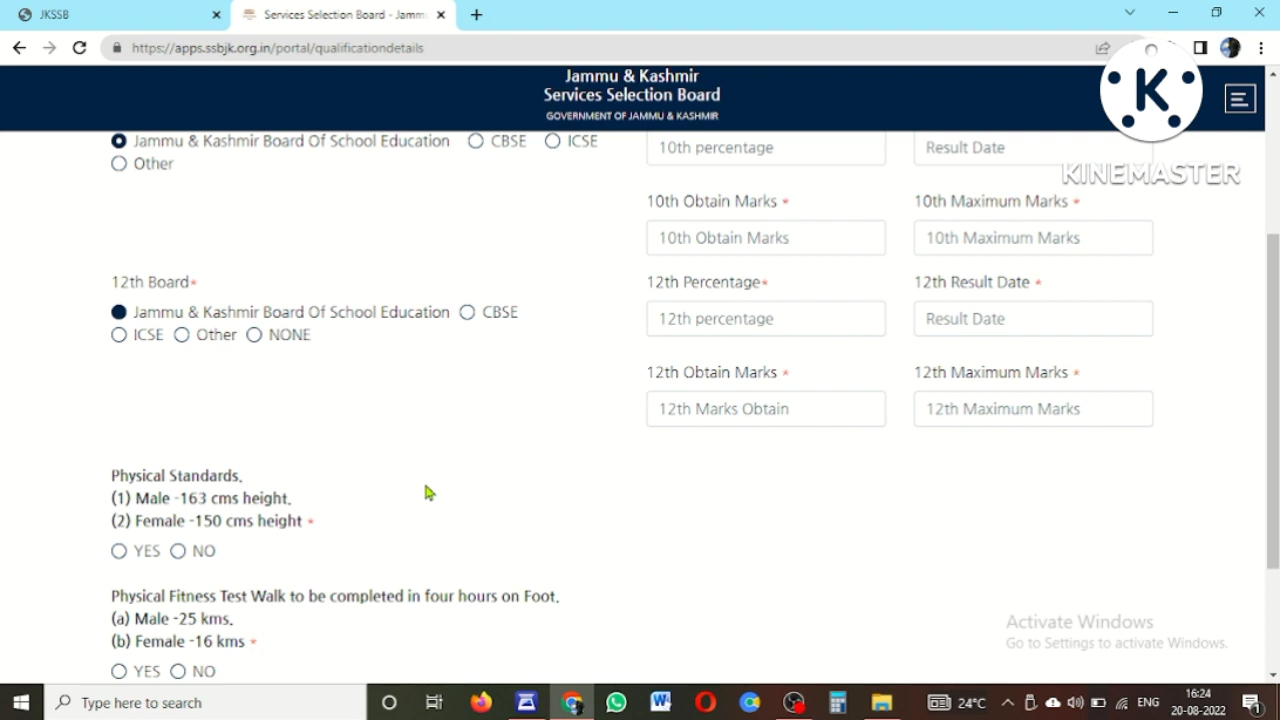 JKSSB
Services Selection Board - Jamm
https://apps.ssbjk.org.in/portal/qualificationdetails
Jammu & Kashmir
Services Selection Board
GOVERNMENT OF JAMMU & KASHMIR
K
KINEMASTER
Jammu & Kashmir Board Of School Education CBSE ICSE
Other
10th percentage
Result Date
10th Obtain Marks *
10th Maximum Marks *
10th Obtain Marks
10th Maximum Marks
12th Board*
12th Percentage*
12th Result Date *
Jammu & Kashmir Board Of School Education CBSE
ICSE Other NONE
12th percentage
Result Date
12th Obtain Marks *
12th Maximum Marks *
12th Marks Obtain
12th Maximum Marks
Physical Standards.
(1) Male -163 cms height.
(2) Female -150 cms height *
YES NO
Physical Fitness Test Walk to be completed in four hours on Foot.
(a) Male -25 kms.
(b) Female -16 kms *
YES NO
Activate Windows
Go to Settings to activate Windows.
Type here to search
24°C
ENG
16:24
20-08-2022